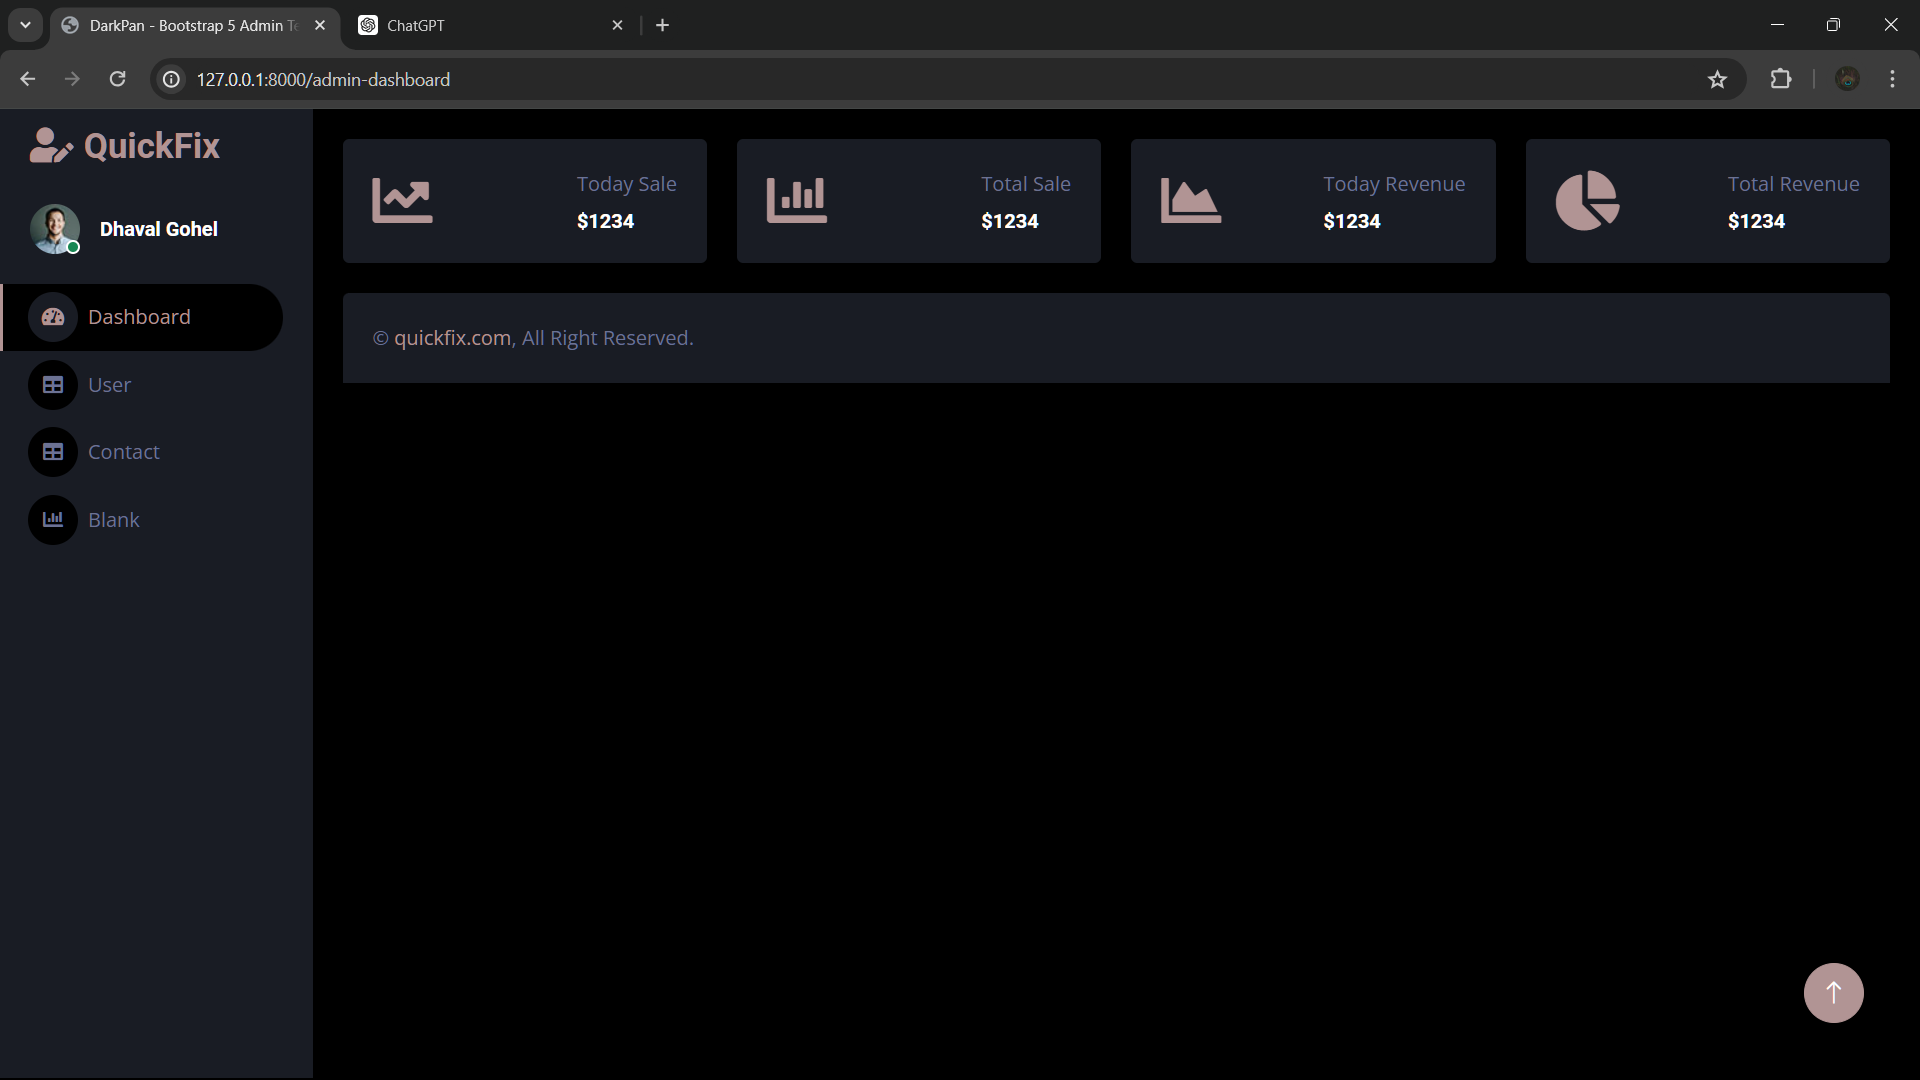 DarkPan - Bootstrap 5 Admin Te
ChatGPT
127.0.0.1:8000/admin-dashboard
QuickFix
Dhaval Gohel
Dashboard
User
Contact
Blank
Today Sale
$1234
Total Sale
$1234
Today Revenue
$1234
Total Revenue
$1234
© quickfix.com, All Right Reserved.